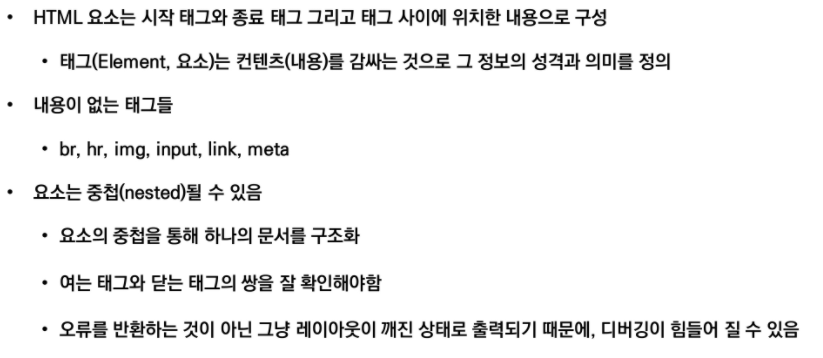 • HTML 요소는 시작 태그와 종료 태그 그리고 태그 사이에 위치한 내용으로 구성
• 태그(Element, 요소)는 컨텐츠(내용)를 감싸는 것으로 그 정보의 성격과 의미를 정의
• 내용이 없는 태그들
• br, hr, img, input, link, meta
• 요소는 중첩(nested)될 수 있음
• 요소의 중첩을 통해 하나의 문서를 구조화
• 여는 태그와 닫는 태그의 쌍을 잘 확인해야함
• 오류를 반환하는 것이 아닌 그냥 레이아웃이 깨진 상태로 출력되기 때문에, 디버깅이 힘들어 질 수 있음